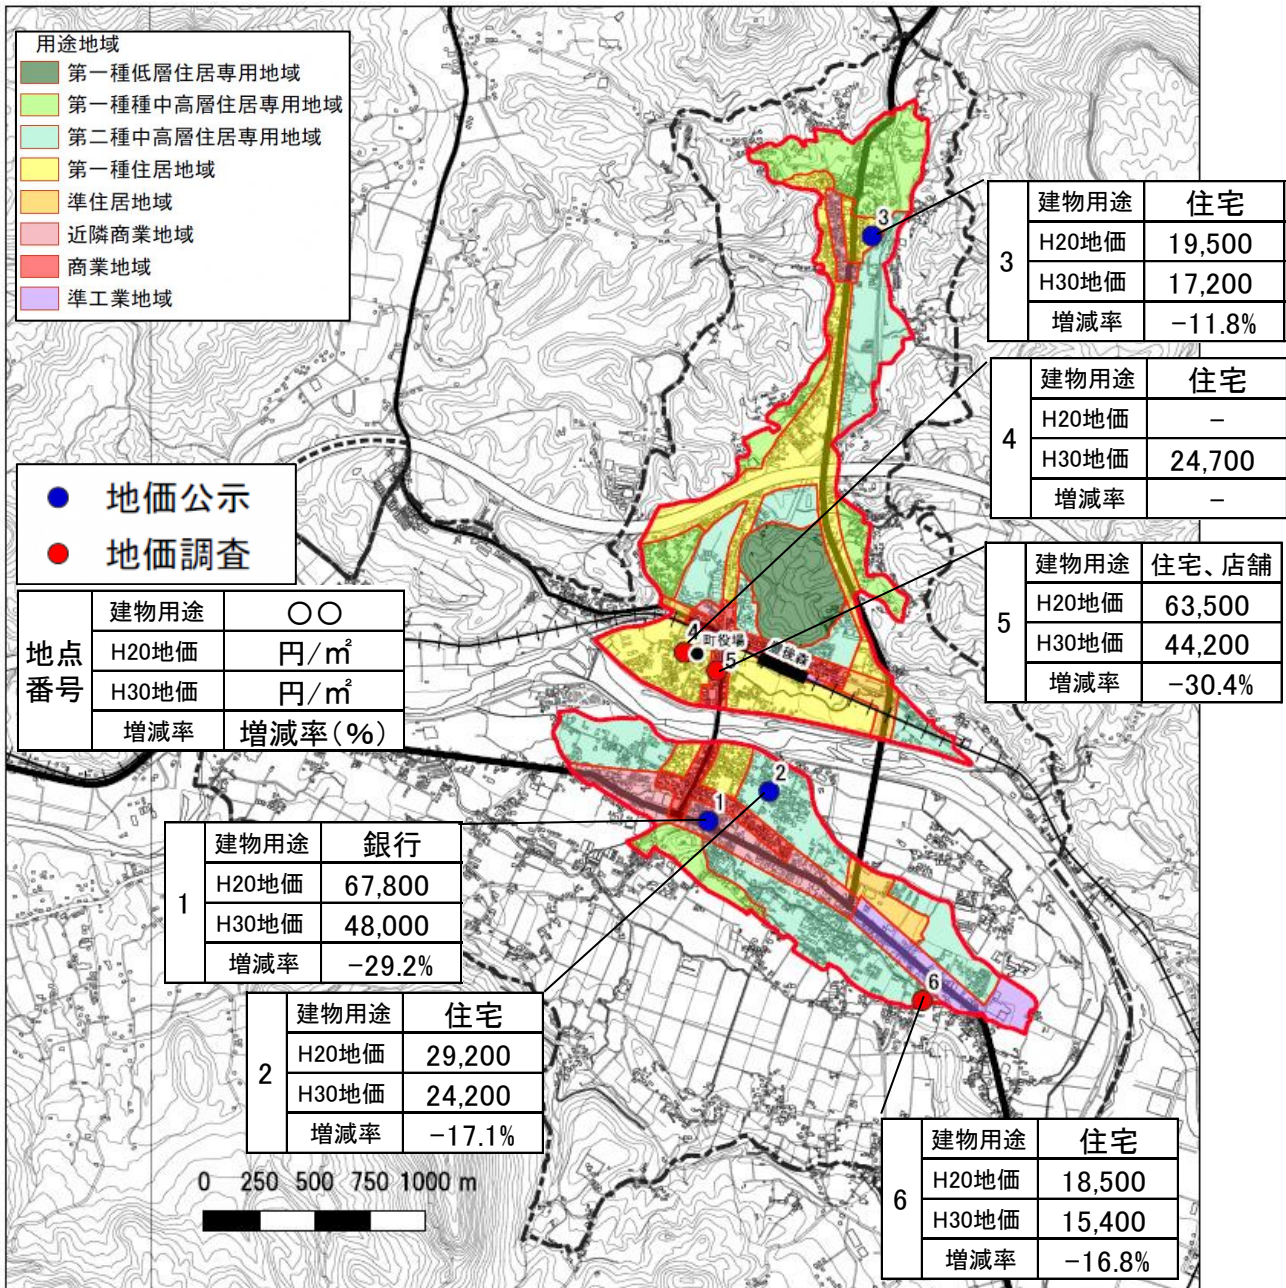 用途地域
第一種低層住居専用地域
第一種種中高層住居専用地域
第二種中高層住居専用地域
第一種住居地域
準住居地域
近隣商業地域
商業地域
準工業地域
3
3
建物用途 住宅
H20地価 19,500
H30地価 17,200
増減率 −11.8%
4
建物用途 住宅
H20地価 −
H30地価 24,700
増減率 −
地価公示
地価調査
5
建物用途 住宅、店舗
H20地価 63,500
H30地価 44,200
増減率 −30.4%
地点番号
建物用途 ○○
H20地価 円/㎡
H30地価 円/㎡
増減率 増減率(%)
4
町役場
5
2
1
1
建物用途 銀行
H20地価 67,800
H30地価 48,000
増減率 −29.2%
6
2
建物用途 住宅
H20地価 29,200
H30地価 24,200
増減率 −17.1%
6
建物用途 住宅
H20地価 18,500
H30地価 15,400
増減率 −16.8%
0 250 500 750 1000 m